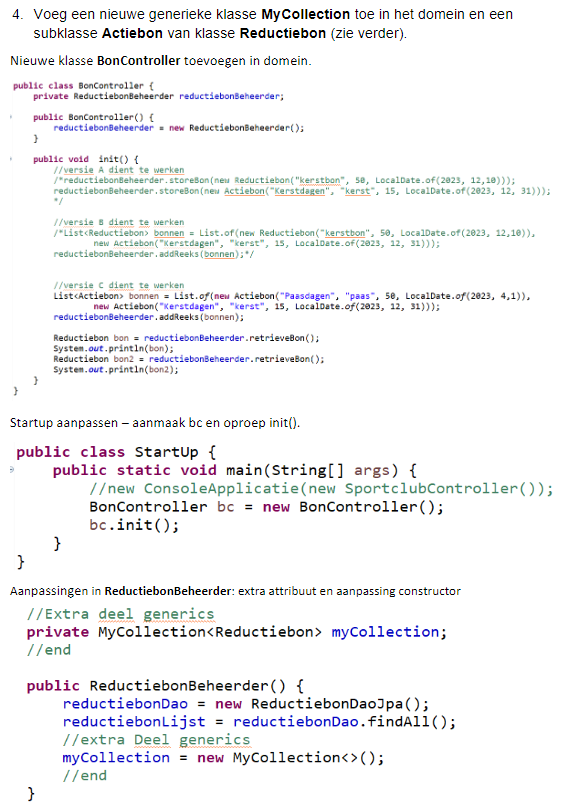 4. Voeg een nieuwe generieke klasse MyCollection toe in het domein en een
subklasse Actiebon van klasse Reductiebon (zie verder).
Nieuwe klasse BonController toevoegen in domein.
public class BonController {
private ReductiebonBeheerder reductiebonBeheerder;
public BonController() {
reductiebonBeheerder = new ReductiebonBeheerder();
}
public void init() {
//versie A dient te werken
/*reductiebonBeheerder.storeBon(new Reductiebon("kerstbon", 50, LocalDate.of(2023, 12,10)));
reductiebonBeheerder.storeBon(new Actiebon("Kerstdagen", "kerst", 15, LocalDate.of(2023, 12, 31)));
*/
//versie B dient te werken
/*List<Reductiebon> bonnen = List.of(new Reductiebon("kerstbon", 50, LocalDate.of(2023, 12,10)),
new Actiebon("Kerstdagen", "kerst", 15, LocalDate.of(2023, 12, 31)));
reductiebonBeheerder.addReeks(bonnen);*/
//versie C dient te werken
List<Actiebon> bonnen = List.of(new Actiebon("Paasdagen", "paas", 50, LocalDate.of(2023, 4,1)),
new Actiebon("Kerstdagen", "kerst", 15, LocalDate.of(2023, 12, 31)));
reductiebonBeheerder.addReeks(bonnen);
Reductiebon bon = reductiebonBeheerder.retrieveBon();
System.out.println(bon);
Reductiebon bon2 = reductiebonBeheerder.retrieveBon();
System.out.println(bon2);
}
}
Startup aanpassen – aanmaak bc en oproep init().
public class StartUp {
public static void main(String[] args) {
//new ConsoleApplicatie(new SportclubController());
BonController bc = new BonController();
bc.init();
}
}
Aanpassingen in ReductiebonBeheerder: extra attribuut en aanpassing constructor
//Extra deel generics
private MyCollection<Reductiebon> myCollection;
//end
public ReductiebonBeheerder() {
reductiebonDao = new ReductiebonDaoJpa();
reductiebonLijst = reductiebonDao.findAll();
//extra Deel generics
myCollection = new MyCollection<>();
//end
}